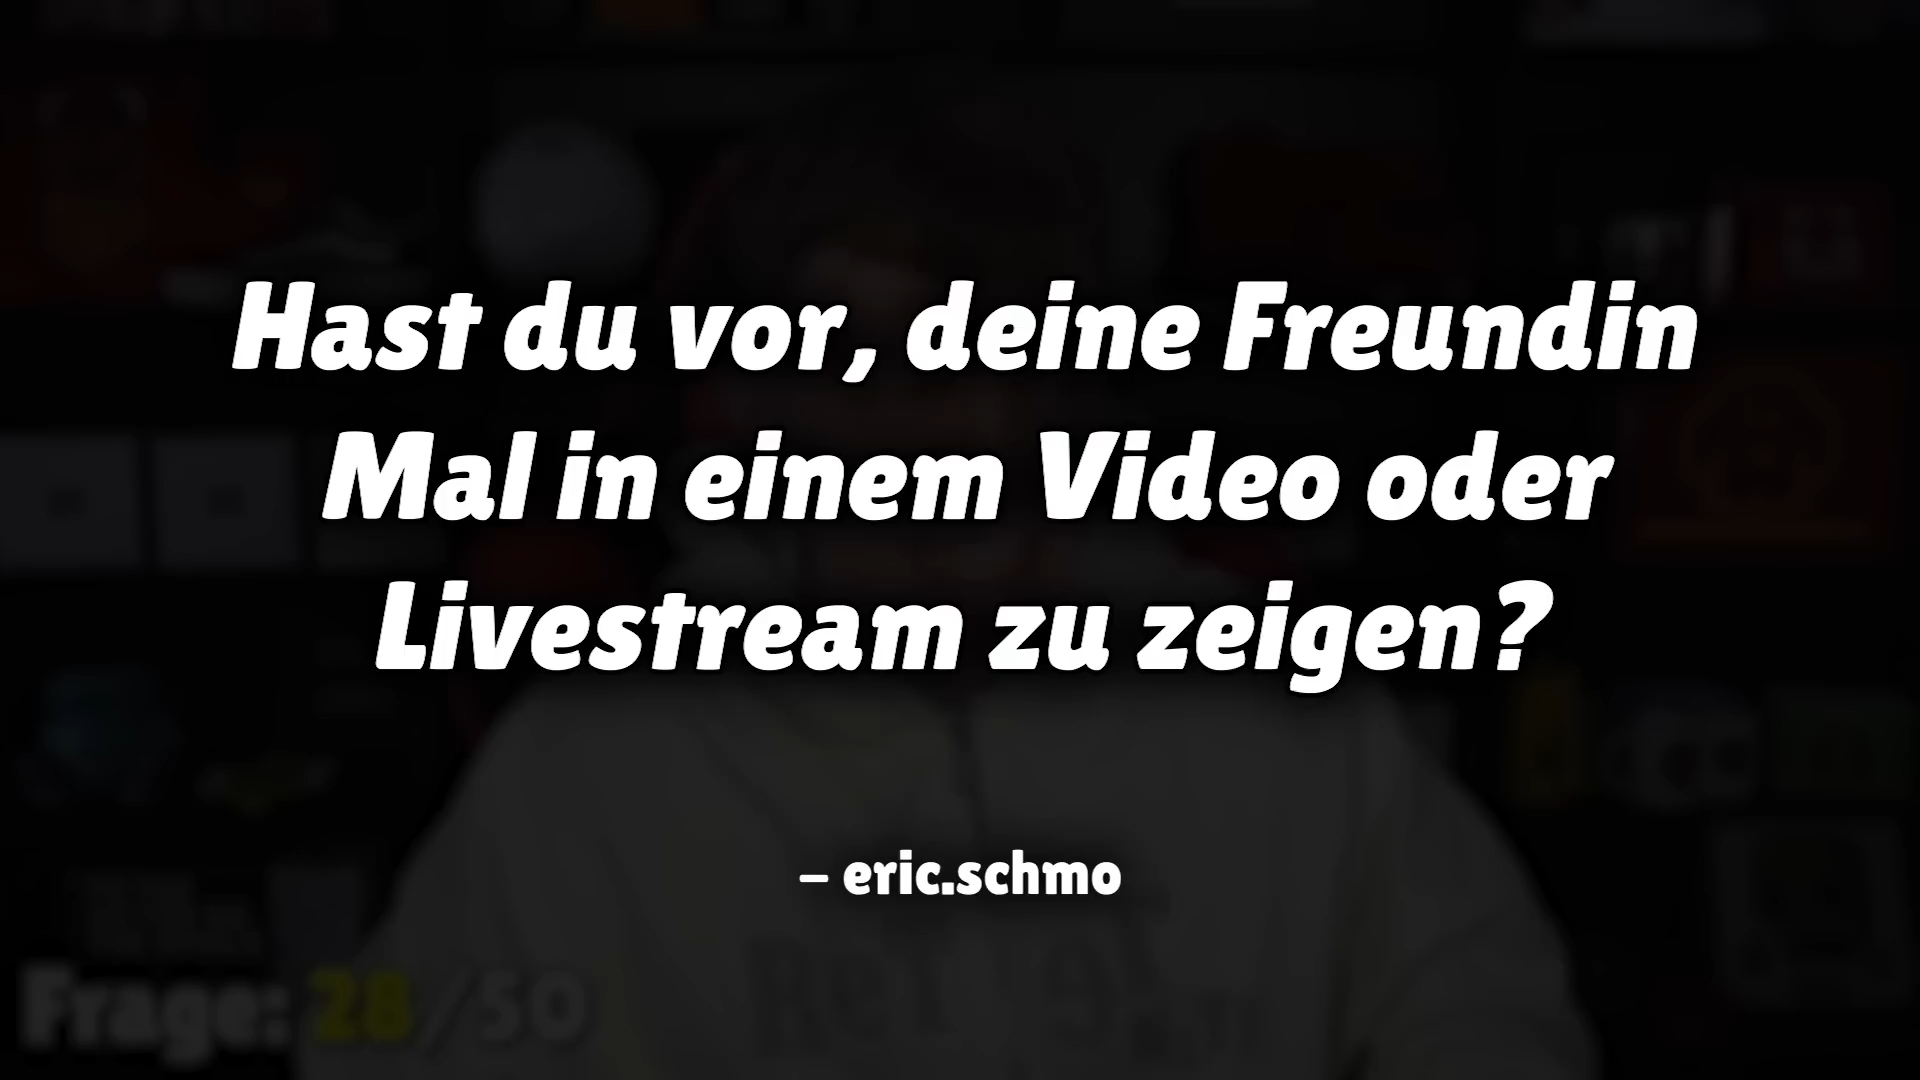 Hast du vor, deine Freundin
Mal in einem Video oder
Livestream zu zeigen?
– eric.schmo
Frage: 28/50